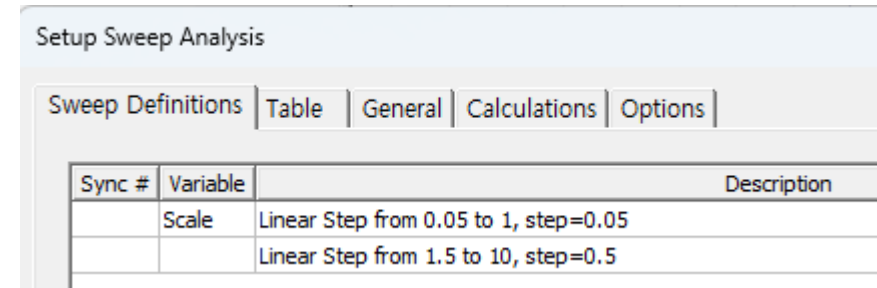 Setup Sweep Analysis
Sweep Definitions Table General Calculations Options
Sync # Variable Description
Scale Linear Step from 0.05 to 1, step=0.05
Linear Step from 1.5 to 10, step=0.5